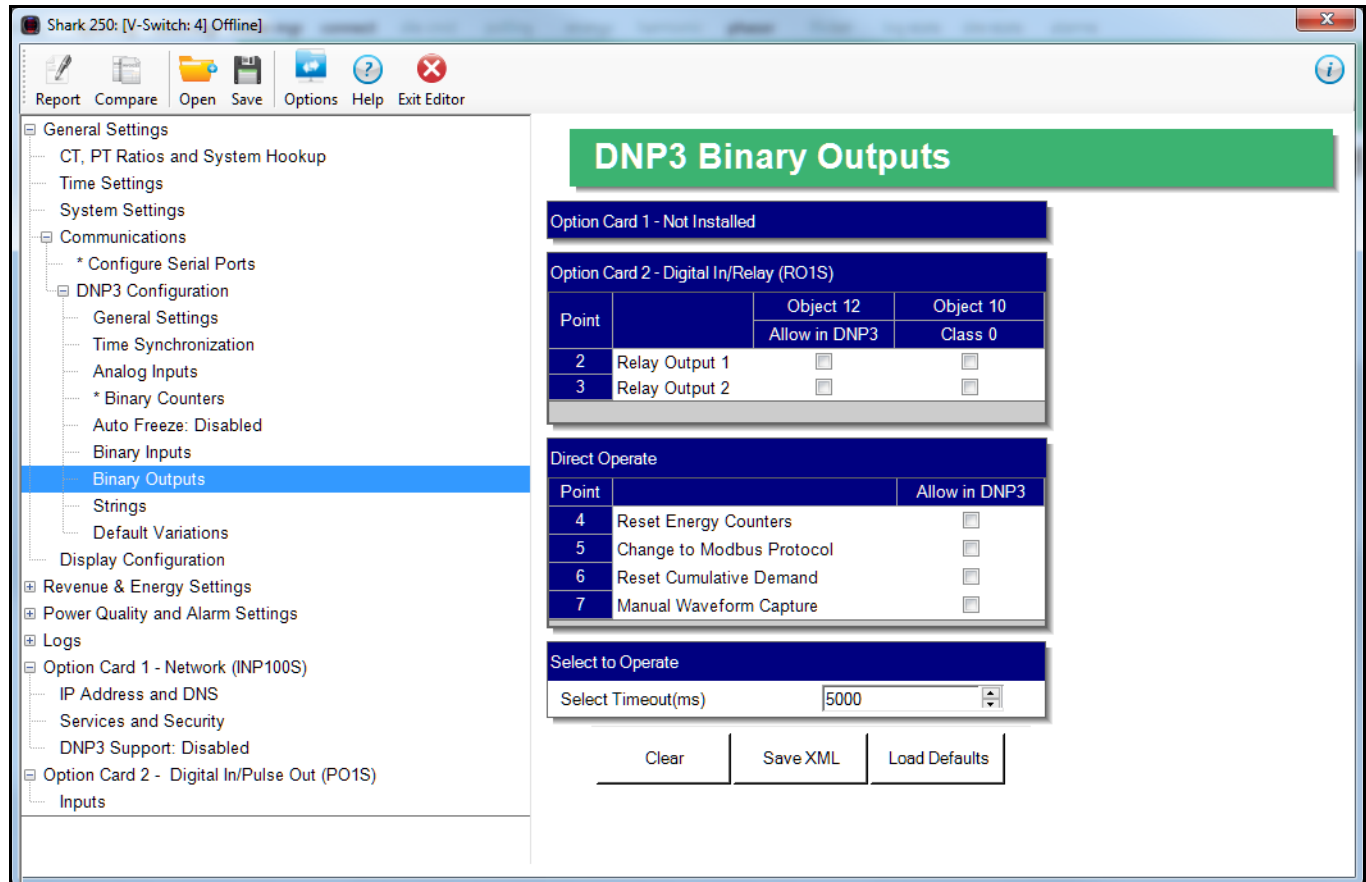 Shark 250: [V-Switch: 4] Offline]
Report Compare Open Save Options Help Exit Editor
General Settings
CT, PT Ratios and System Hookup
Time Settings
System Settings
Communications
* Configure Serial Ports
DNP3 Configuration
General Settings
Time Synchronization
Analog Inputs
* Binary Counters
Auto Freeze: Disabled
Binary Inputs
Binary Outputs
Strings
Default Variations
Display Configuration
Revenue & Energy Settings
Power Quality and Alarm Settings
Logs
Option Card 1 - Network (INP100S)
IP Address and DNS
Services and Security
DNP3 Support: Disabled
Option Card 2 - Digital In/Pulse Out (PO1S)
Inputs
DNP3 Binary Outputs
Option Card 1 - Not Installed
Option Card 2 - Digital In/Relay (RO1S)
Point Object 12 Object 10
Allow in DNP3 Class 0
2 Relay Output 1
3 Relay Output 2
Direct Operate
Point Allow in DNP3
4 Reset Energy Counters
5 Change to Modbus Protocol
6 Reset Cumulative Demand
7 Manual Waveform Capture
Select to Operate
Select Timeout(ms) 5000
Clear Save XML Load Defaults